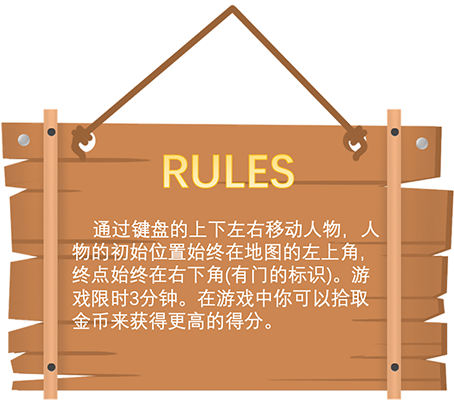 RULES
通过键盘的上下左右移动人物，人
物的初始位置始终在地图的左上角，
终点始终在右下角(有门的标识)。游
戏限时3分钟。在游戏中你可以拾取
金币来获得更高的得分。